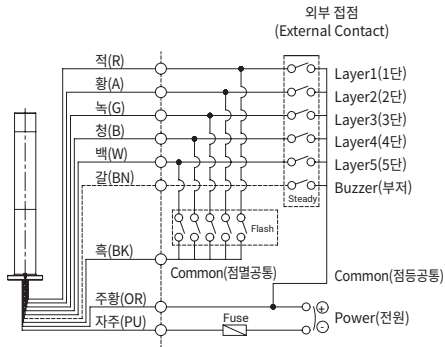 외부 접점
(External Contact)
적(R)
Layer1(1단)
황(A)
Layer2(2단)
녹(G)
Layer3(3단)
청(B)
Layer4(4단)
백(W)
Layer5(5단)
갈(BN)
Buzzer(부저)
Steady
Flash
흑(BK)
Common(점멸공통)
Common(점등공통)
주황(OR)
Fuse
Power(전원)
자주(PU)